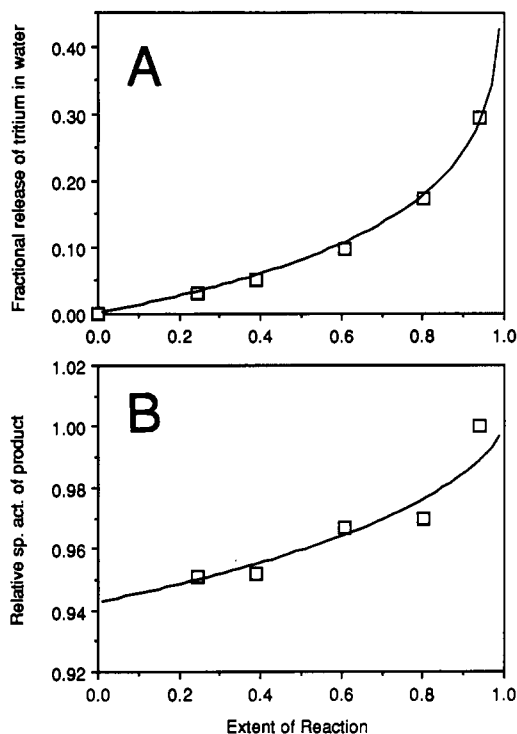 A
Fractional release of tritium in water
0.40
0.30
0.20
0.10
0.00
0.0 0.2 0.4 0.6 0.8 1.0
B
Relative sp. act. of product
1.02
1.00
0.98
0.96
0.94
0.92
0.0 0.2 0.4 0.6 0.8 1.0
Extent of Reaction